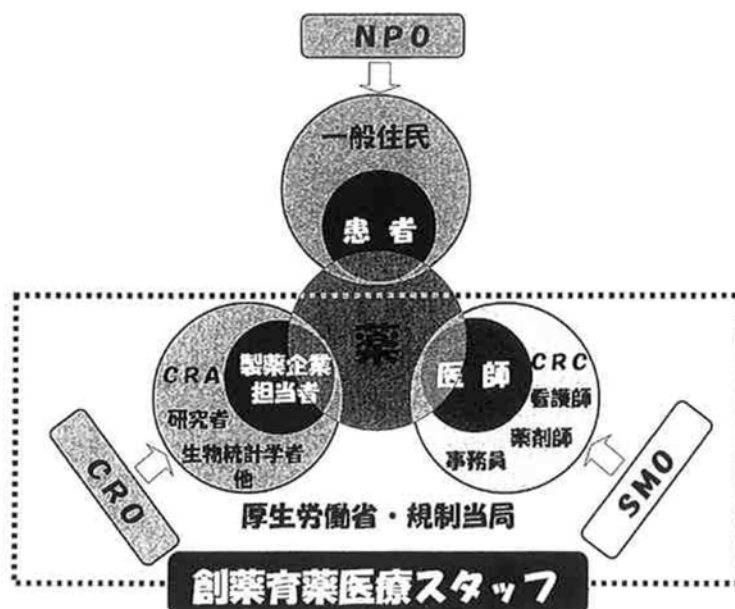 NPO
一般住民
患者
薬
製薬企業
担当者
CRA
研究者
生物統計学者
他
医師
CRC
看護師
薬剤師
事務員
CRO
SMO
厚生労働省・規制当局
創薬育薬医療スタッフ